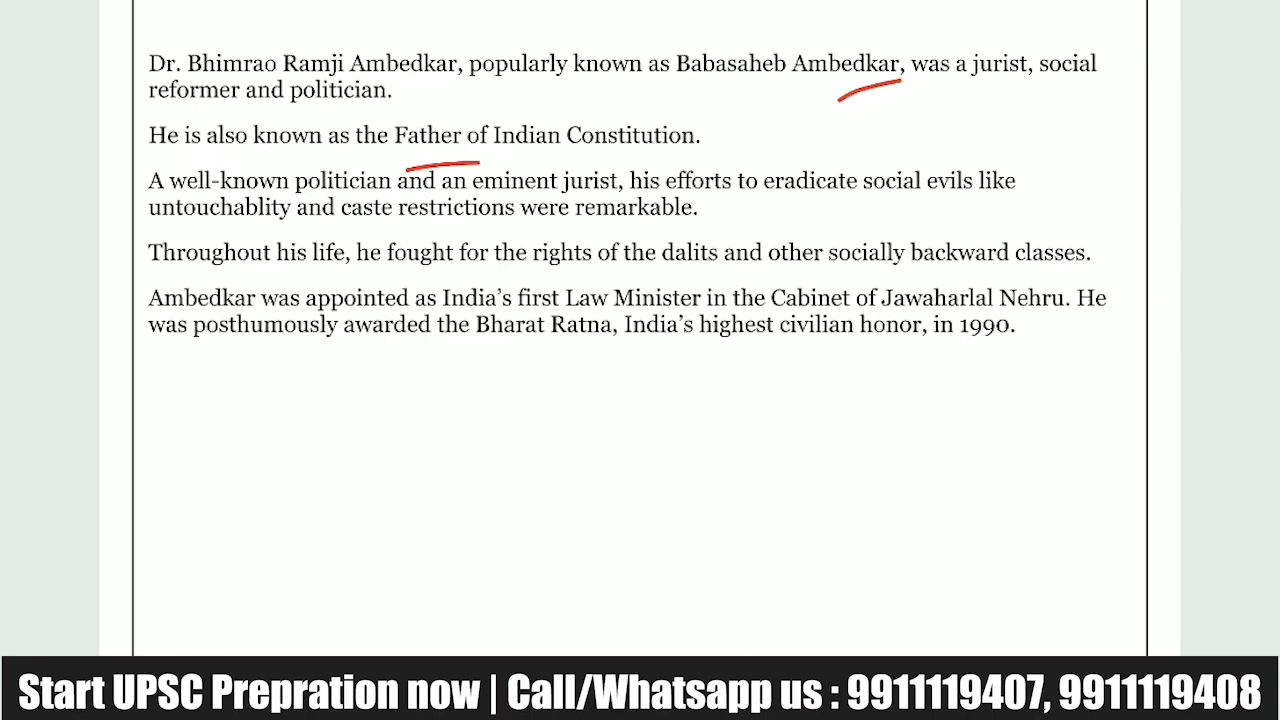 Dr. Bhimrao Ramji Ambedkar, popularly known as Babasaheb Ambedkar, was a jurist, social
reformer and politician.
He is also known as the Father of Indian Constitution.
A well-known politician and an eminent jurist, his efforts to eradicate social evils like
untouchablity and caste restrictions were remarkable.
Throughout his life, he fought for the rights of the dalits and other socially backward classes.
Ambedkar was appointed as India’s first Law Minister in the Cabinet of Jawaharlal Nehru. He
was posthumously awarded the Bharat Ratna, India’s highest civilian honor, in 1990.
Start UPSC Prepration now | Call/Whatsapp us : 9911119407, 9911119408